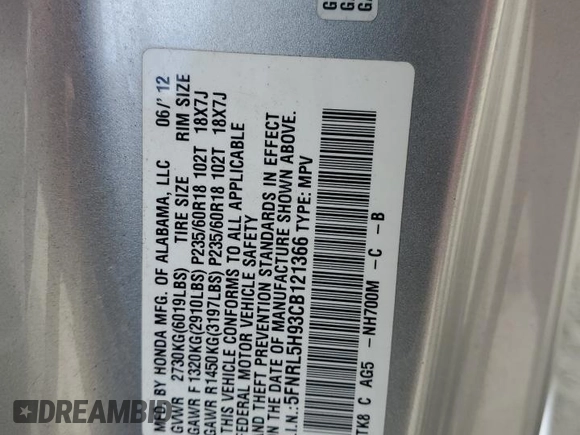 MFD. BY HONDA MFG. OF ALABAMA, LLC 06/'12
GVWR 2730KG(6019LBS) TIRE SIZE RIM SIZE
GAWR F 1320KG(2910LBS) P235/60R18 102T 18X7J
GAWR R1450KG(3197LBS) P235/60R18 102T 18X7J
THIS VEHICLE CONFORMS TO ALL APPLICABLE
FEDERAL MOTOR VEHICLE SAFETY
AND THEFT PREVENTION STANDARDS IN EFFECT
ON THE DATE OF MANUFACTURE SHOWN ABOVE.
V.I.N.:5FNRL5H93CB121366 TYPE: MPV
TK8 C AG5 -NH700M -C -B
DREAMBID